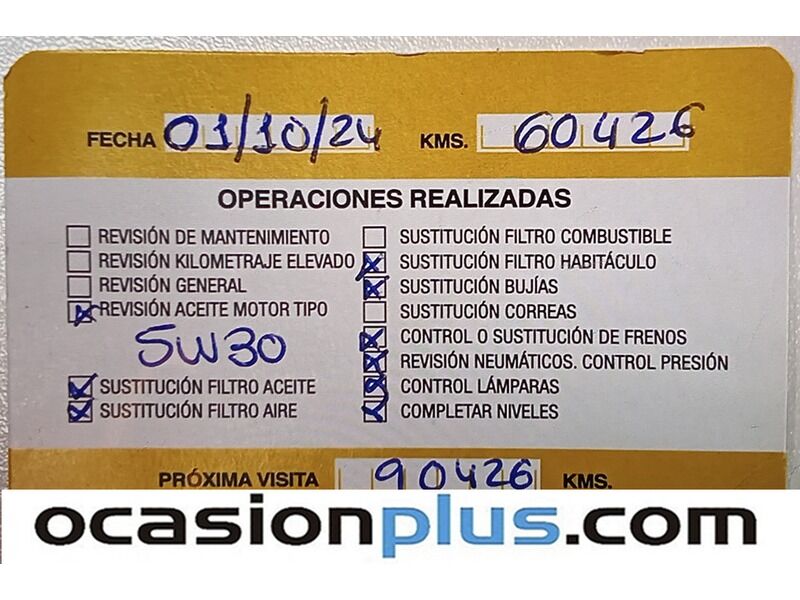 FECHA 01/10/24 KMS. 60426
OPERACIONES REALIZADAS
REVISIÓN DE MANTENIMIENTO
REVISIÓN KILOMETRAJE ELEVADO
REVISIÓN GENERAL
REVISIÓN ACEITE MOTOR TIPO
5W30
SUSTITUCIÓN FILTRO ACEITE
SUSTITUCIÓN FILTRO AIRE
SUSTITUCIÓN FILTRO COMBUSTIBLE
SUSTITUCIÓN FILTRO HABITÁCULO
SUSTITUCIÓN BUJÍAS
SUSTITUCIÓN CORREAS
CONTROL O SUSTITUCIÓN DE FRENOS
REVISIÓN NEUMÁTICOS. CONTROL PRESIÓN
CONTROL LÁMPARAS
COMPLETAR NIVELES
PRÓXIMA VISITA 90426 KMS.
ocasionplus.com